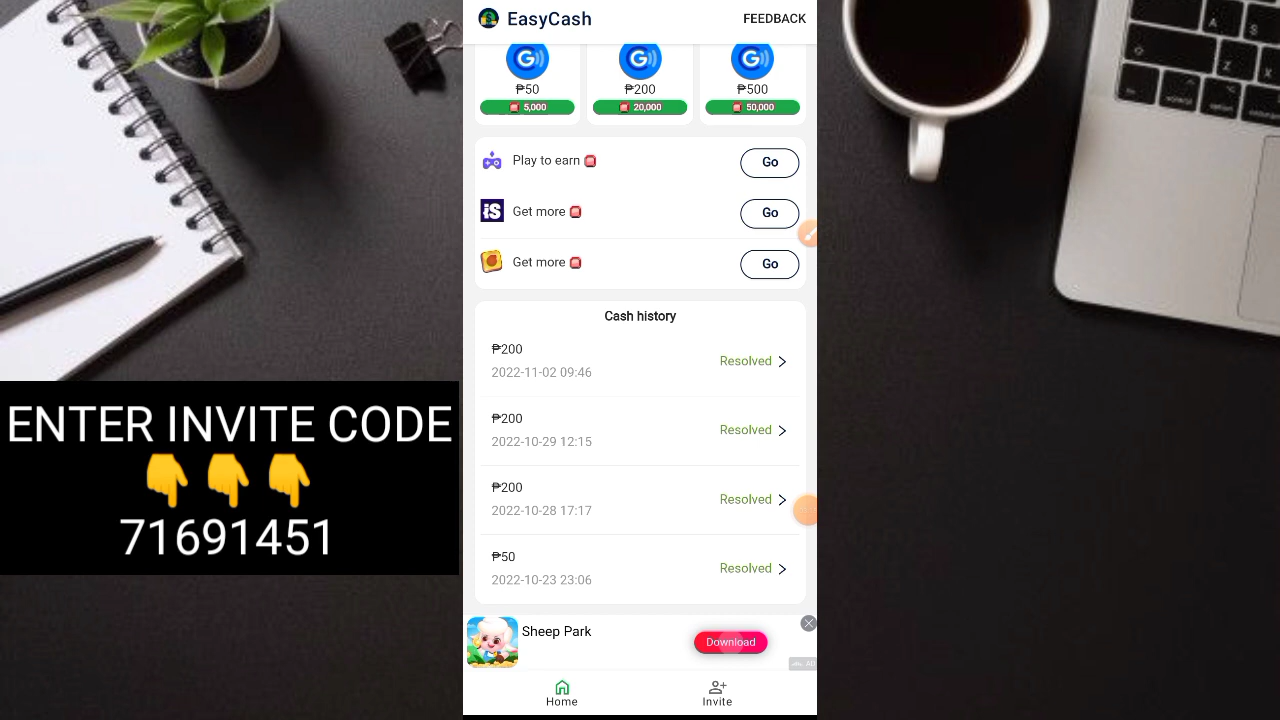 EasyCash
FEEDBACK
₱50
₱200
₱500
5,000
20,000
50,000
Play to earn
Go
iS
Get more
Go
Get more
Go
Cash history
₱200
2022-11-02 09:46
Resolved
₱200
2022-10-29 12:15
Resolved
₱200
2022-10-28 17:17
Resolved
₱50
2022-10-23 23:06
Resolved
Sheep Park
Download
AD
Home
Invite
ENTER INVITE CODE
👇👇👇
71691451
A
S
Z
X